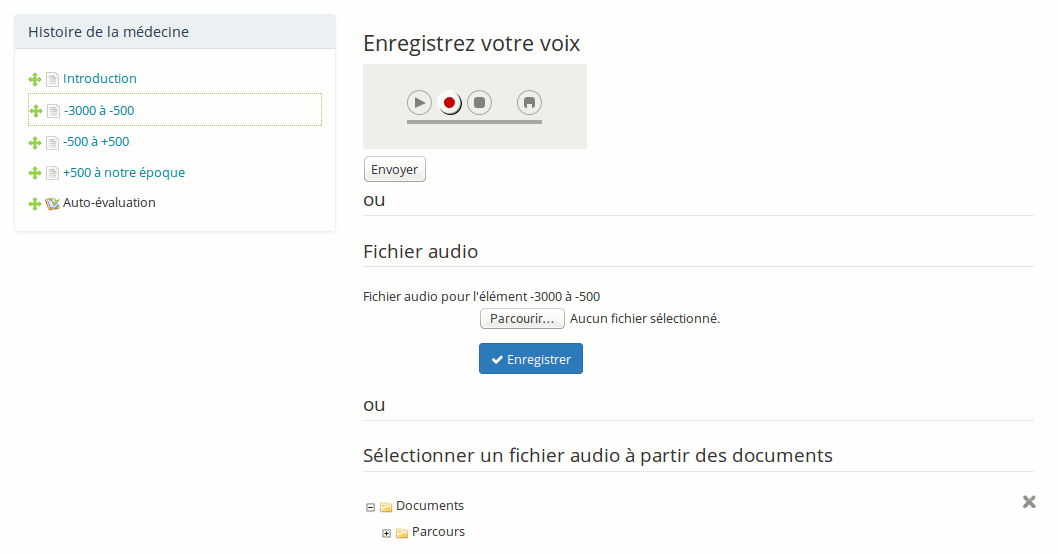 Histoire de la médecine
Introduction
-3000 à -500
-500 à +500
+500 à notre époque
Auto-évaluation
Enregistrez votre voix
Envoyer
ou
Fichier audio
Fichier audio pour l'élément -3000 à -500
Parcourir... Aucun fichier sélectionné.
Enregistrer
ou
Sélectionner un fichier audio à partir des documents
Documents
Parcours